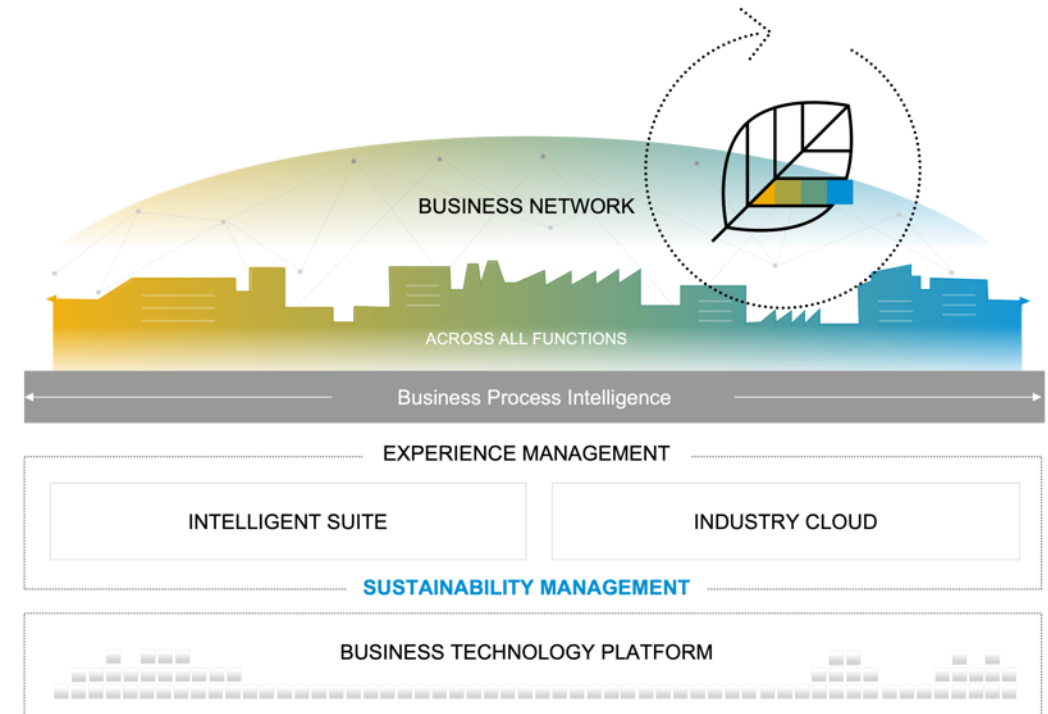 BUSINESS NETWORK
ACROSS ALL FUNCTIONS
Business Process Intelligence
EXPERIENCE MANAGEMENT
INTELLIGENT SUITE
INDUSTRY CLOUD
SUSTAINABILITY MANAGEMENT
BUSINESS TECHNOLOGY PLATFORM